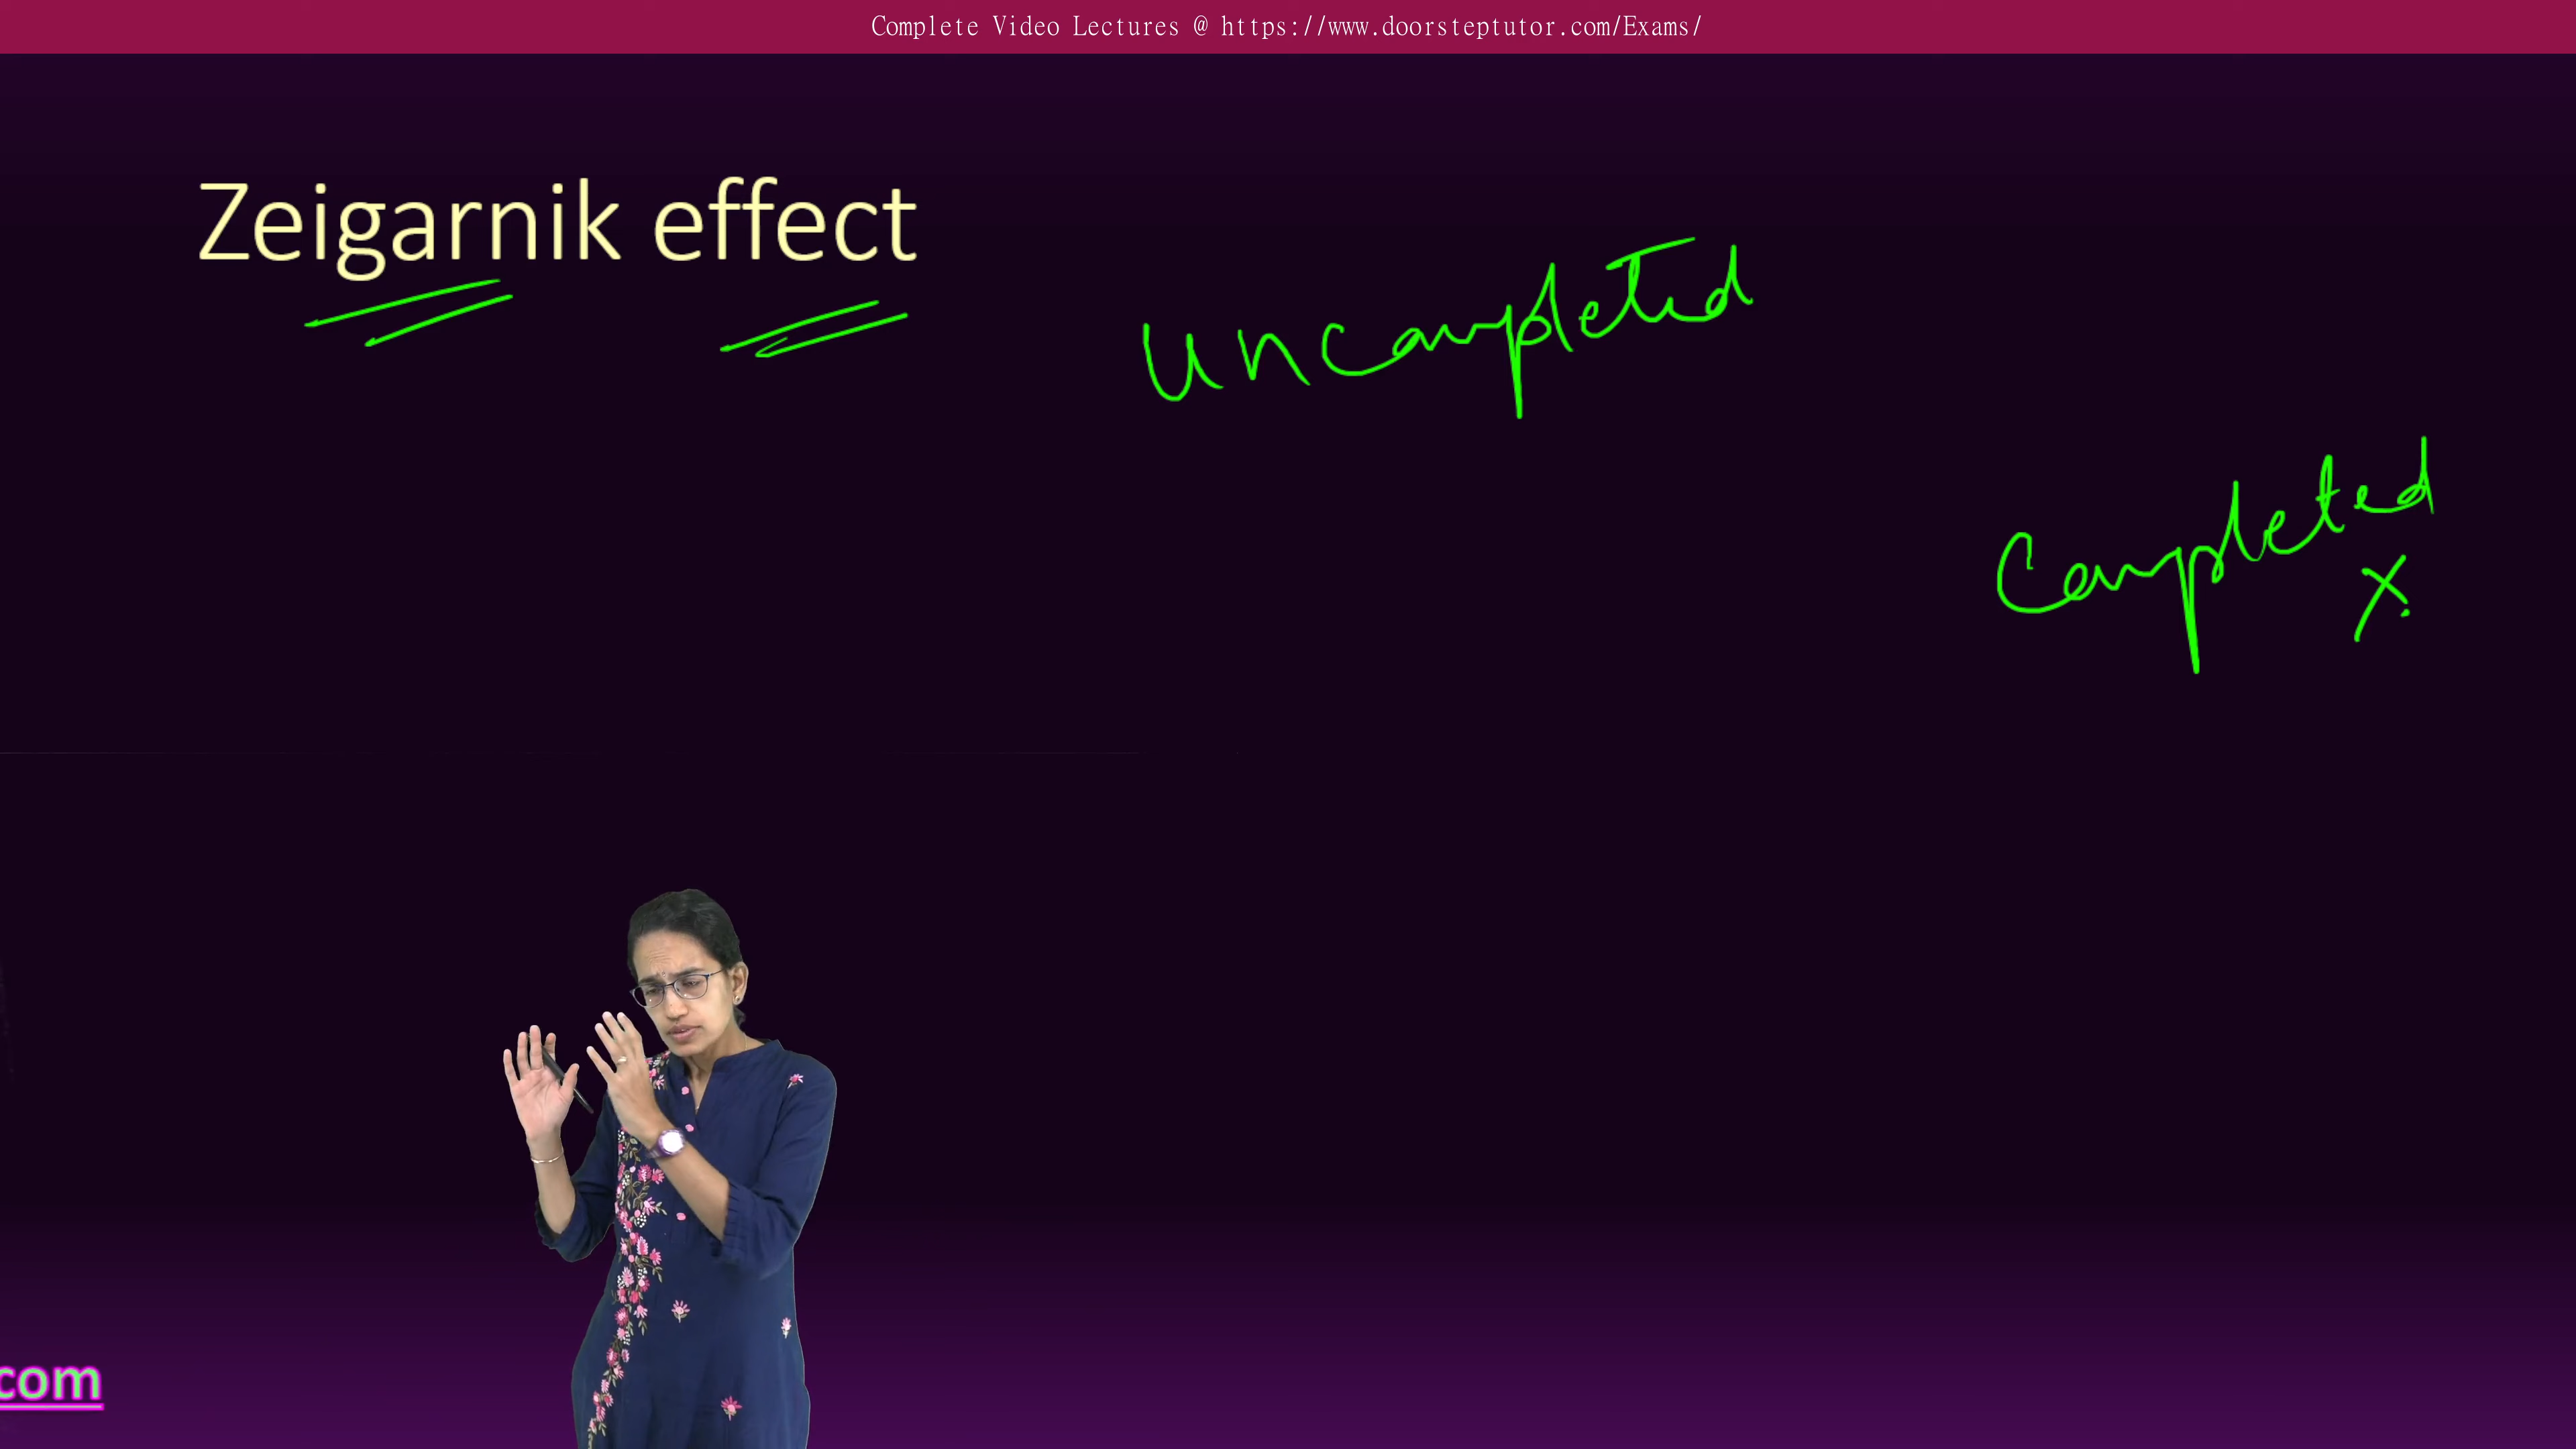 Complete Video Lectures @ https://www.doorsteptutor.com/Exams/
Zeigarnik effect
Uncompleted
Completed
X
com